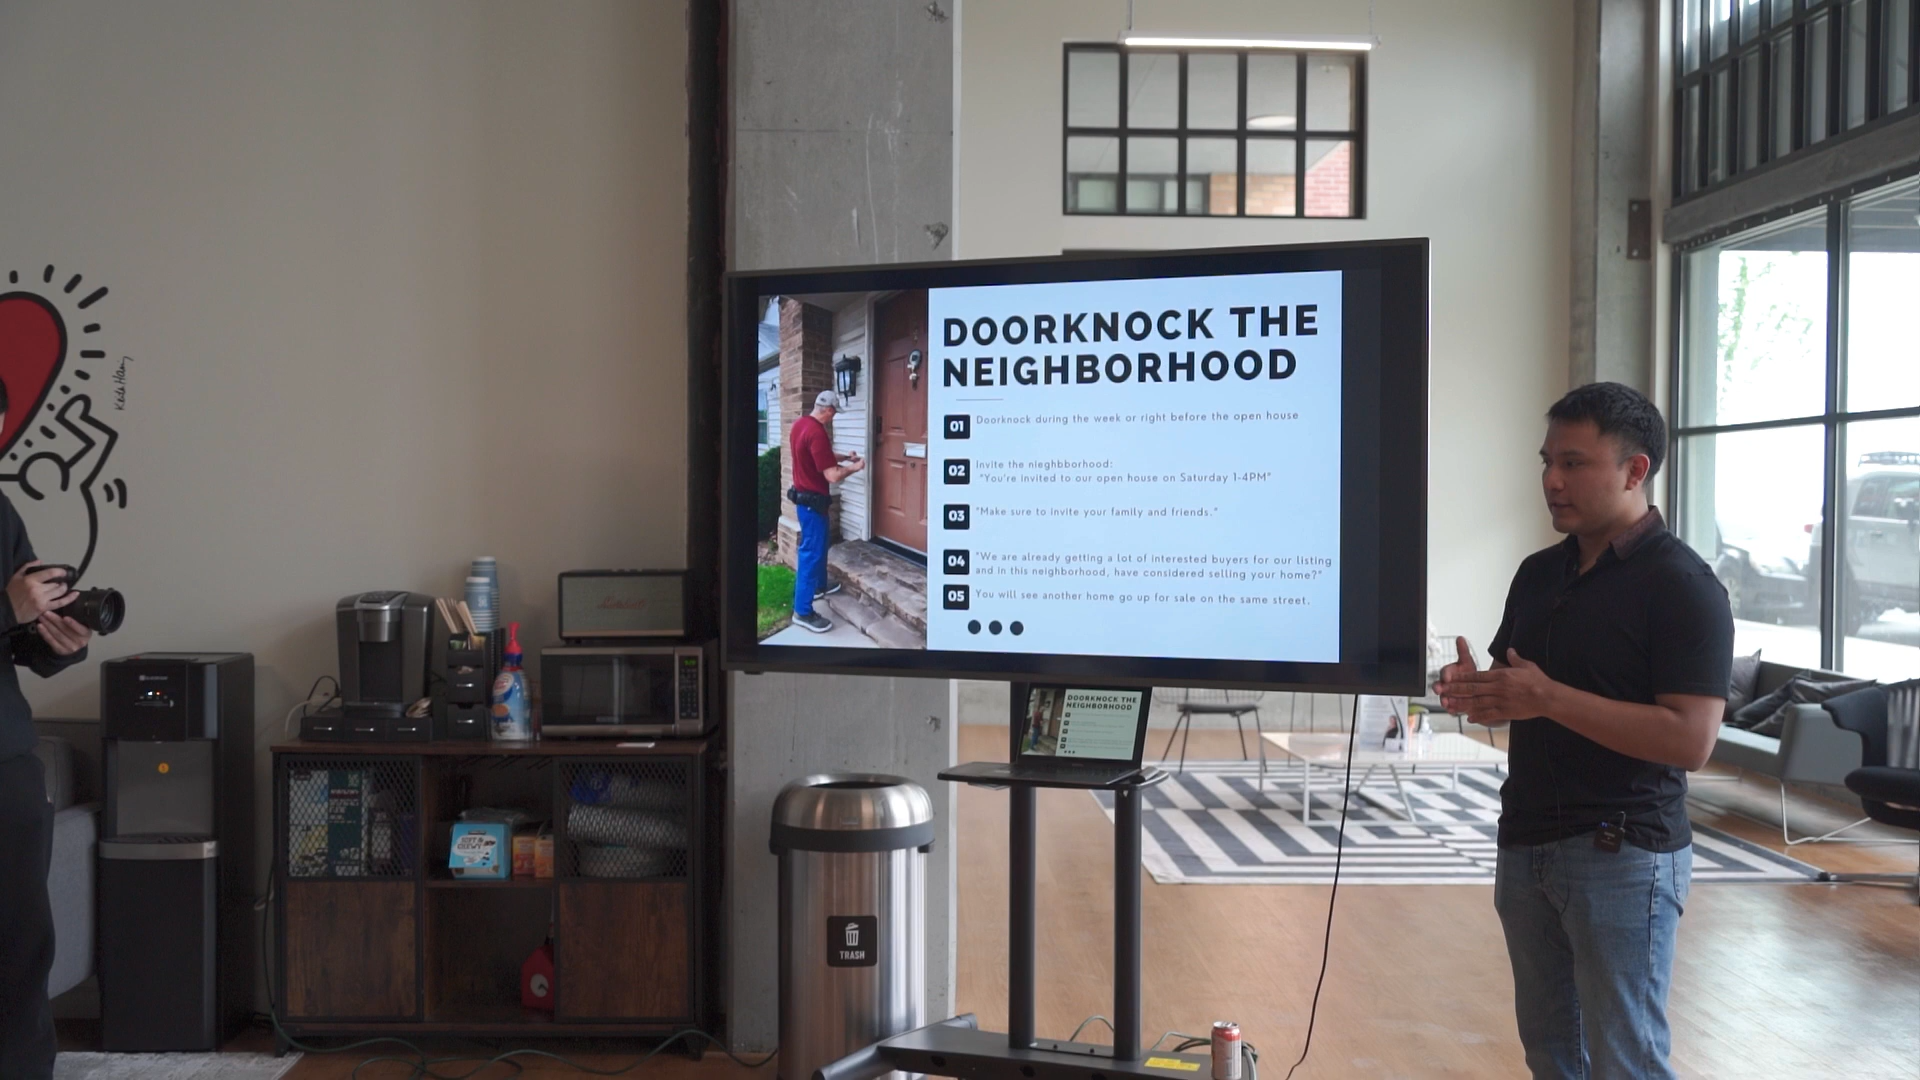 DOORKNOCK THE
NEIGHBORHOOD
01
Doorknock during the week or right before the open house
02
Invite the nieghbborhood:
"You're invited to our open house on Saturday 1-4PM"
03
"Make sure to invite your family and friends."
04
"We are already getting a lot of interested buyers for our listing
and in this neighborhood, have considered selling your home?"
05
You will see another home go up for sale on the same street.
DOORKNOCK THE
NEIGHBORHOOD
Keith Haring
Marshall
TRASH